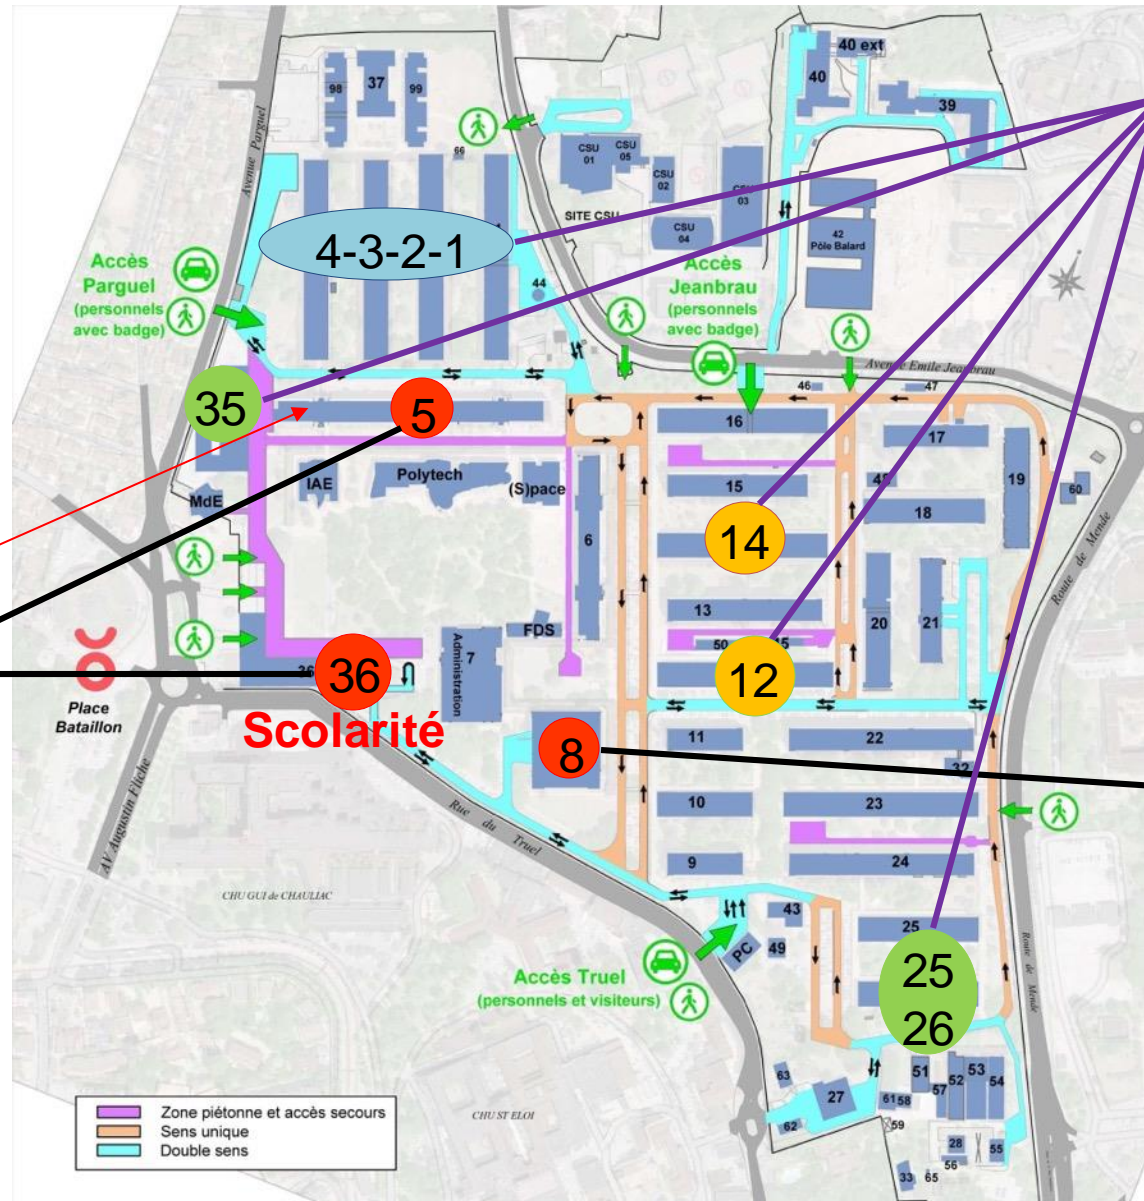 40 ext
40
98
37
99
39
66
CSU
01
CSU
05
CSU
02
CSU
03
CSU
04
SITE CSU
42
Pôle Balard
Avenue Parguel
4-3-2-1
Accès
Parguel
(personnels
avec badge)
44
Accès
Jeanbrau
(personnels
avec badge)
Avenue Emile Jeanbrau
46
47
35
5
16
17
19
MdE
IAE
Polytech
(S)pace
15
48
18
60
6
14
Route de Mende
13
20
21
FDS
50
45
12
Administration
7
36
36
Scolarité
Place
Bataillon
8
11
22
32
10
23
9
24
AV Augustin Fliche
Rue du Truel
CHU GUI de CHAULIAC
43
49
PC
25
25
26
Route de Mende
Accès Truel
(personnels et visiteurs)
63
27
62
61
58
59
51
57
52
53
54
28
56
55
33
65
CHU ST ELOI
Zone piétonne et accès secours
Sens unique
Double sens